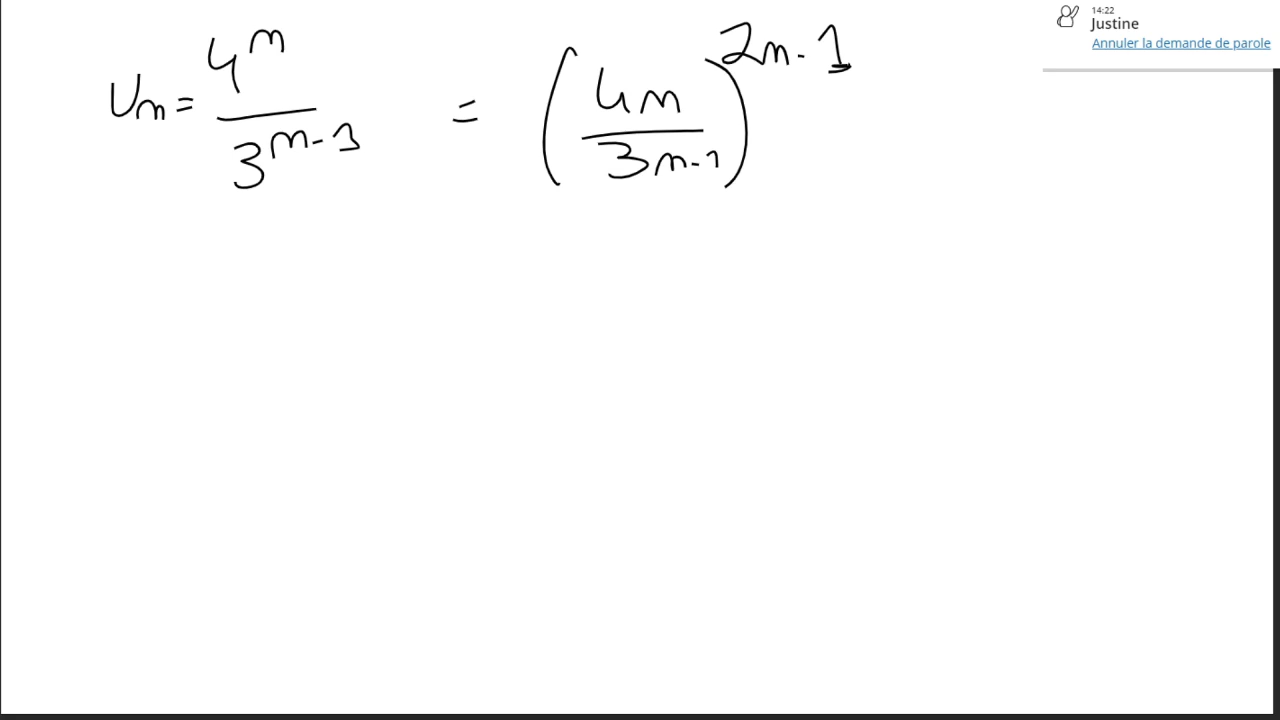 14:22
Justine
Annuler la demande de parole
Un = 4^n / 3^(n-1) = (4n / 3n-1)^(2n-1)